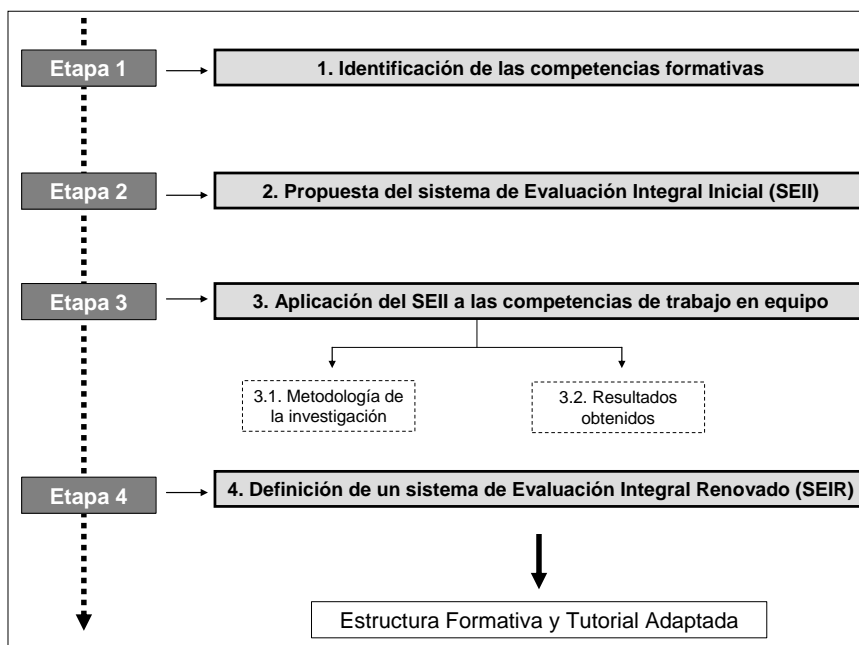 Etapa 1
1. Identificación de las competencias formativas
Etapa 2
2. Propuesta del sistema de Evaluación Integral Inicial (SEII)
Etapa 3
3. Aplicación del SEII a las competencias de trabajo en equipo
3.1. Metodología de
la investigación
3.2. Resultados
obtenidos
Etapa 4
4. Definición de un sistema de Evaluación Integral Renovado (SEIR)
Estructura Formativa y Tutorial Adaptada